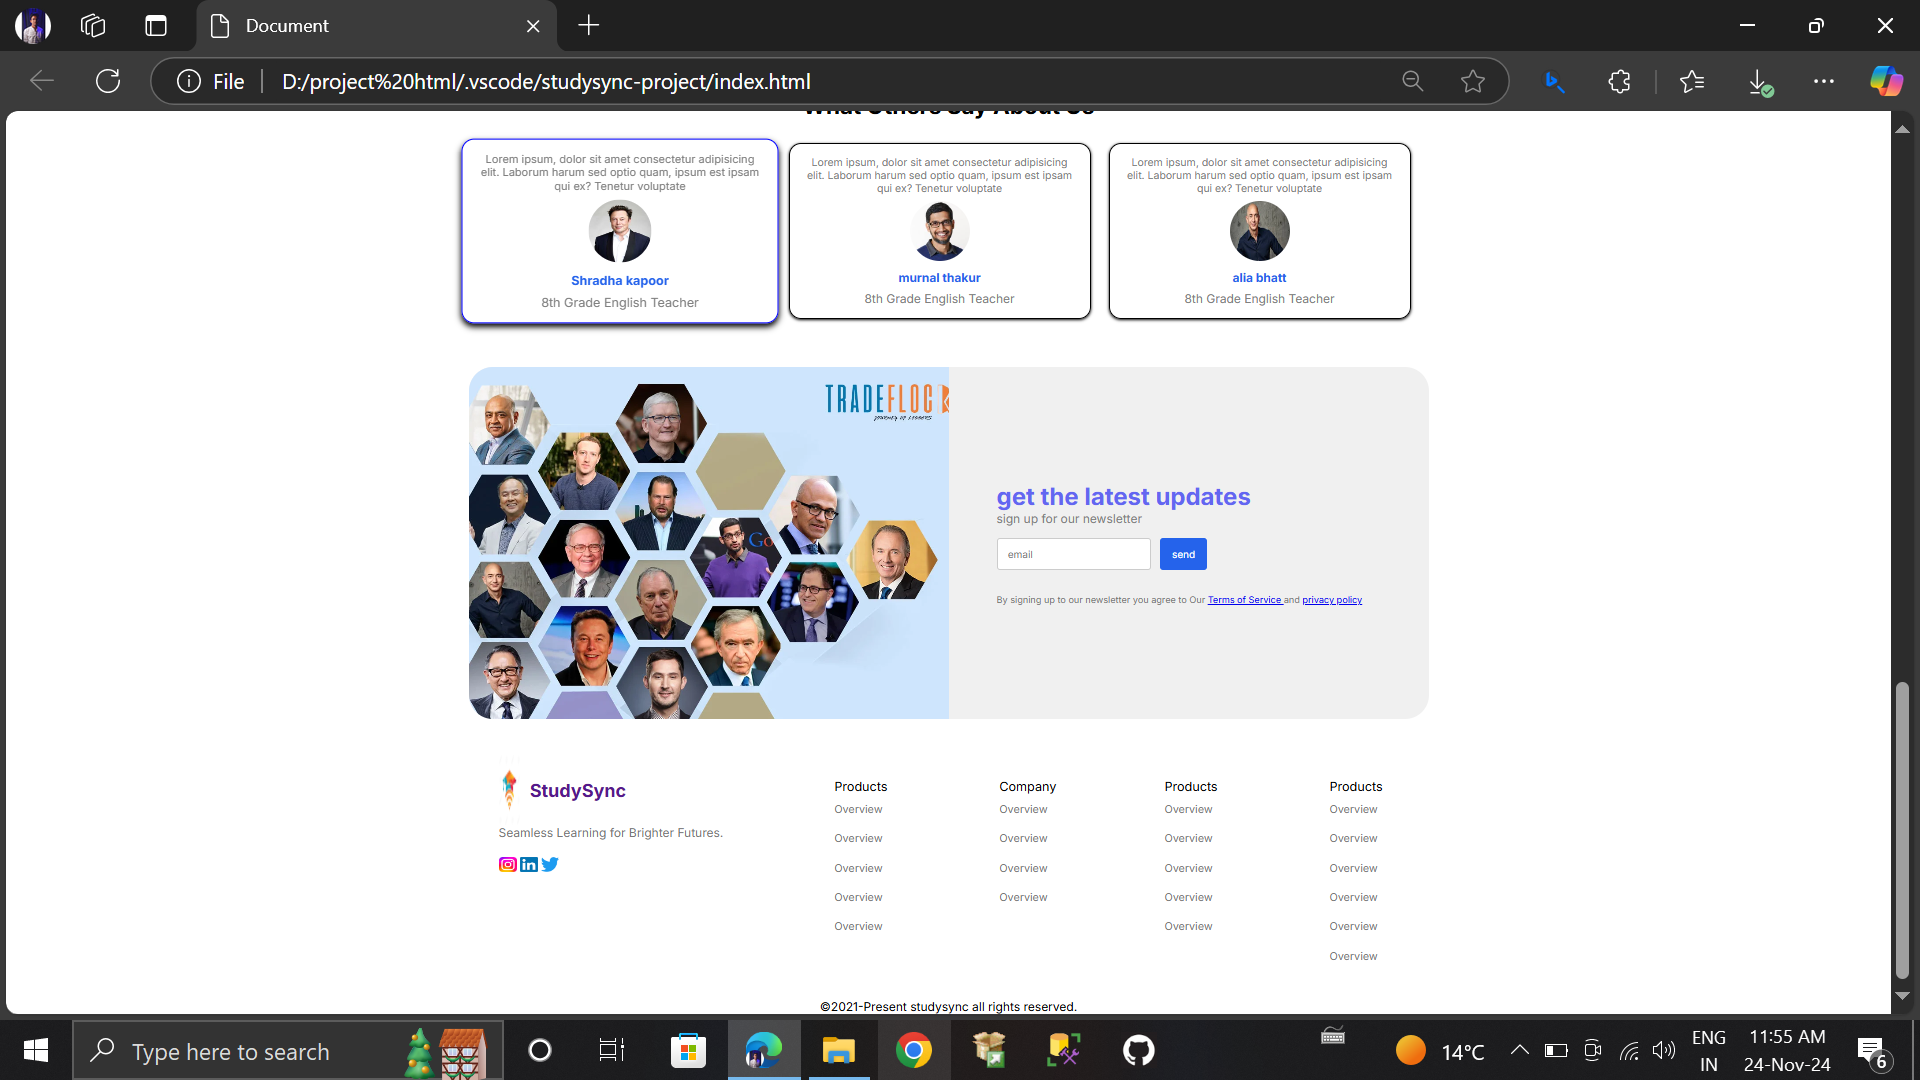 Document
File
D:/project%20html/.vscode/studysync-project/index.html
What Others Say About Us
Lorem ipsum, dolor sit amet consectetur adipisicing
elit. Laborum harum sed optio quam, ipsum est ipsam
qui ex? Tenetur voluptate
Shradha kapoor
8th Grade English Teacher
Lorem ipsum, dolor sit amet consectetur adipisicing
elit. Laborum harum sed optio quam, ipsum est ipsam
qui ex? Tenetur voluptate
murnal thakur
8th Grade English Teacher
Lorem ipsum, dolor sit amet consectetur adipisicing
elit. Laborum harum sed optio quam, ipsum est ipsam
qui ex? Tenetur voluptate
alia bhatt
8th Grade English Teacher
TRADEFLOC
Go
get the latest updates
sign up for our newsletter
email
send
By signing up to our newsletter you agree to Our Terms of Service and privacy policy
StudySync
Seamless Learning for Brighter Futures.
in
Products
Overview
Overview
Overview
Overview
Overview
Company
Overview
Overview
Overview
Overview
Products
Overview
Overview
Overview
Overview
Overview
Products
Overview
Overview
Overview
Overview
Overview
Overview
©2021-Present studysync all rights reserved.
Type here to search
14°C
ENG
IN
11:55 AM
24-Nov-24
6